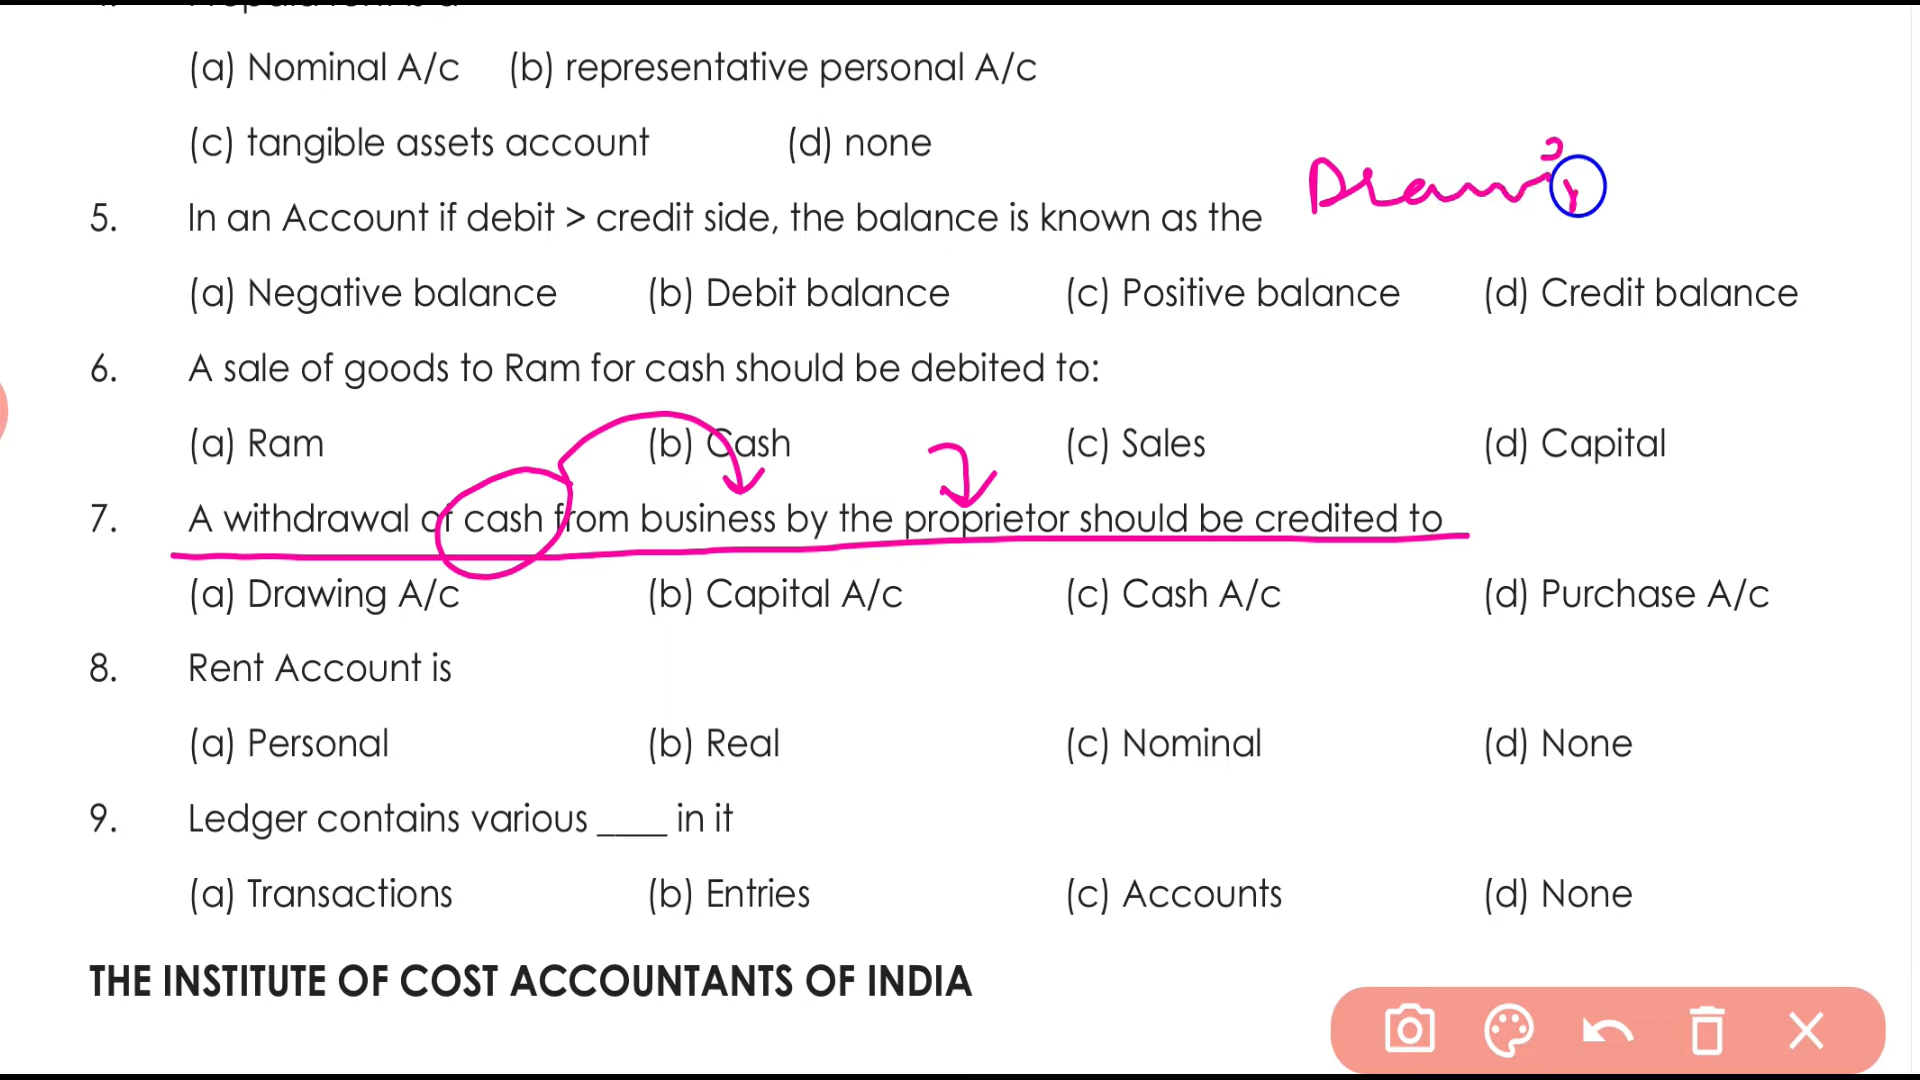 (a) Nominal A/c (b) representative personal A/c
(c) tangible assets account (d) none
5. In an Account if debit > credit side, the balance is known as the
(a) Negative balance (b) Debit balance (c) Positive balance (d) Credit balance
6. A sale of goods to Ram for cash should be debited to:
(a) Ram (b) Cash (c) Sales (d) Capital
7. A withdrawal of cash from business by the proprietor should be credited to
(a) Drawing A/c (b) Capital A/c (c) Cash A/c (d) Purchase A/c
8. Rent Account is
(a) Personal (b) Real (c) Nominal (d) None
9. Ledger contains various ____ in it
(a) Transactions (b) Entries (c) Accounts (d) None
THE INSTITUTE OF COST ACCOUNTANTS OF INDIA